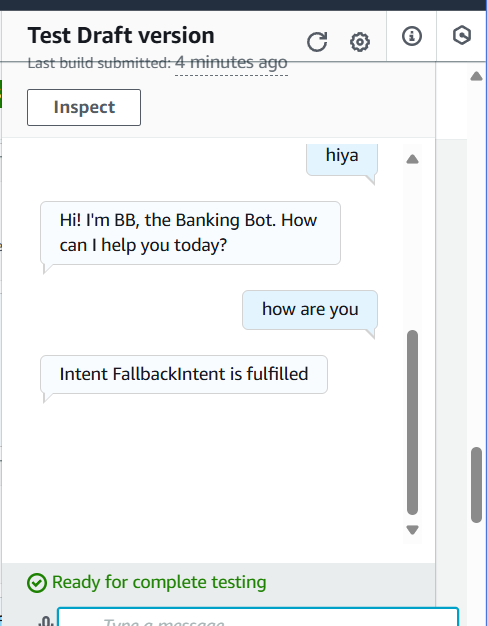 Test Draft version
Last build submitted: 4 minutes ago
Inspect
hiya
Hi! I'm BB, the Banking Bot. How
can I help you today?
how are you
Intent FallbackIntent is fulfilled
Ready for complete testing
Type a message